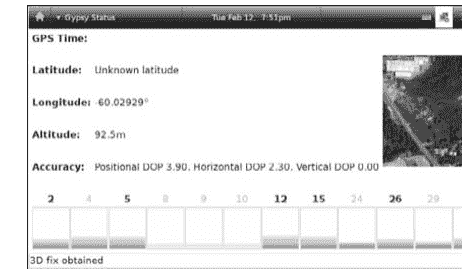 Gypsy Status Tue Feb 12, 7:51pm
GPS Time:
Latitude: Unknown latitude
Longitude: -60.02929°
Altitude: 92.5m
Accuracy: Positional DOP 3.90, Horizontal DOP 2.30, Vertical DOP 0.00
2 4 5 8 9 10 12 15 24 26 29
3D fix obtained